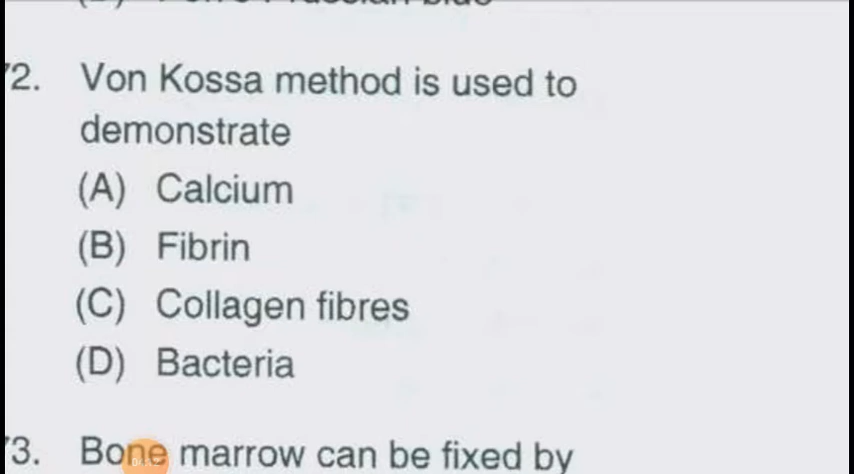 2. Von Kossa method is used to
demonstrate
(A) Calcium
(B) Fibrin
(C) Collagen fibres
(D) Bacteria
3. Bone marrow can be fixed by